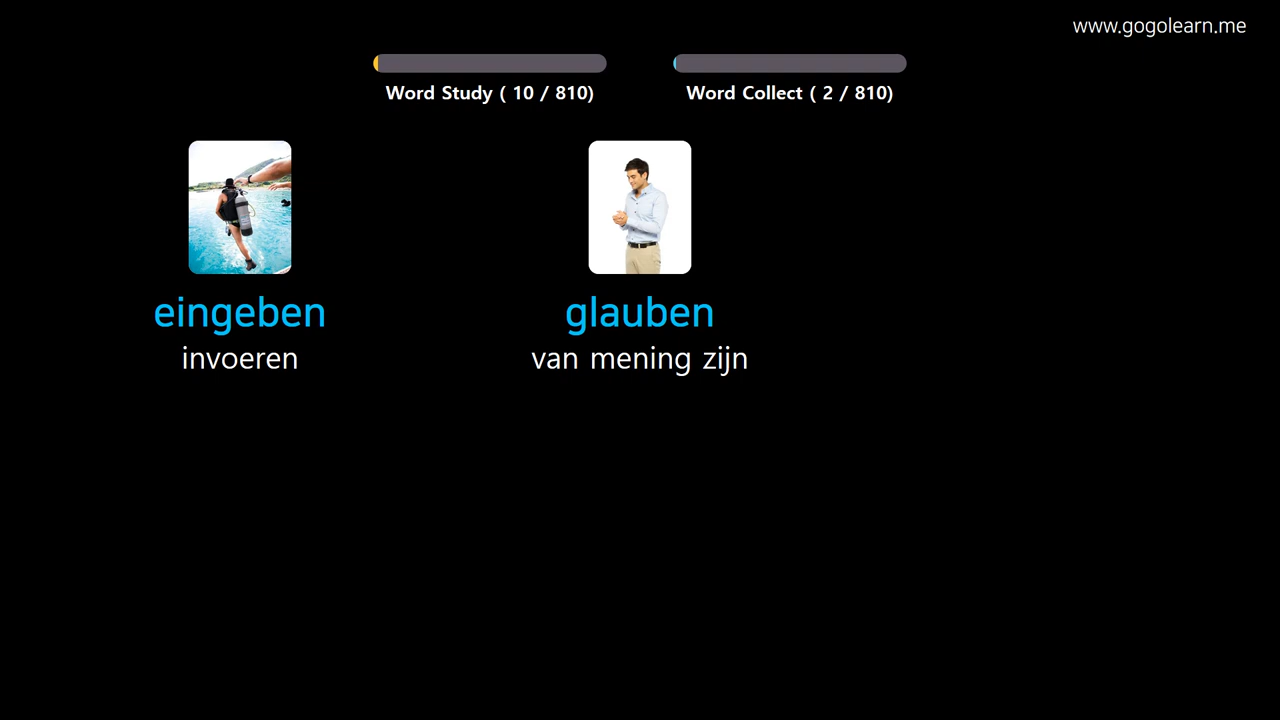 www.gogolearn.me
Word Study ( 10 / 810)
Word Collect ( 2 / 810)
eingeben
invoeren
glauben
van mening zijn